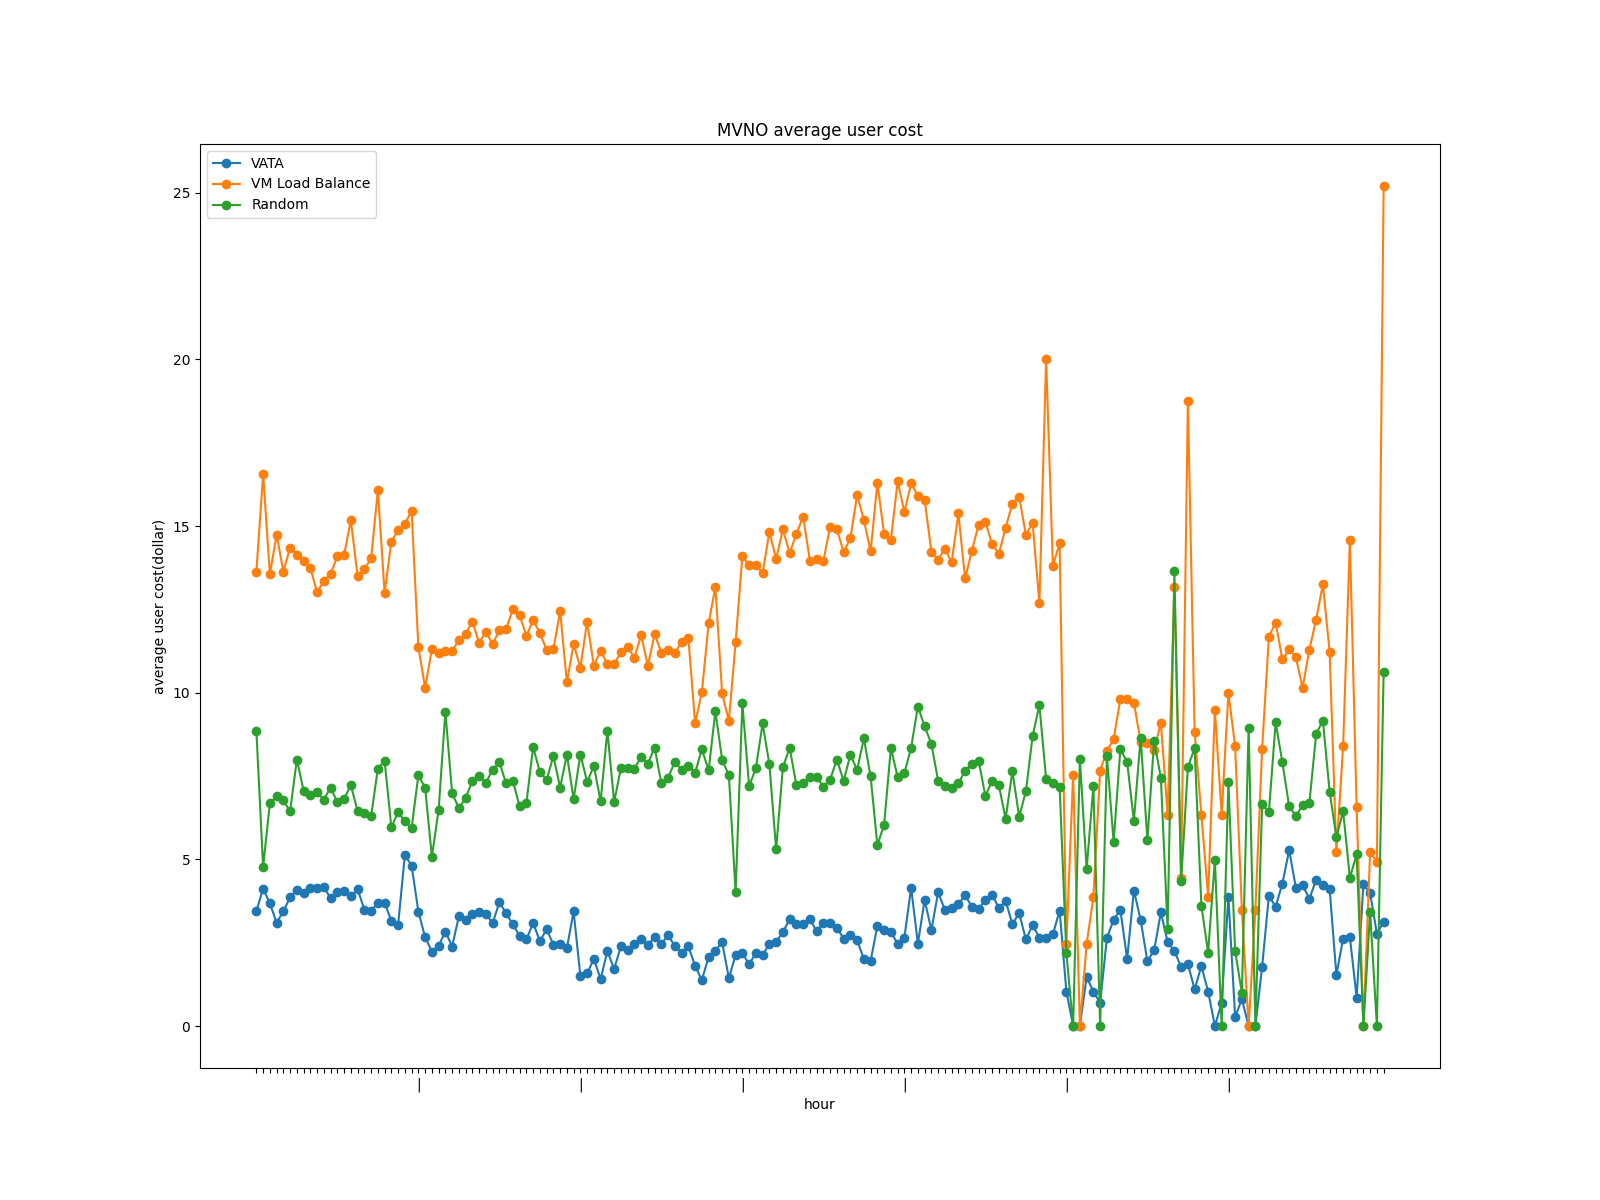 MVNO average user cost
VATA
VM Load Balance
Random
25
20
15
10
5
0
average user cost(dollar)
| | | | | |
hour